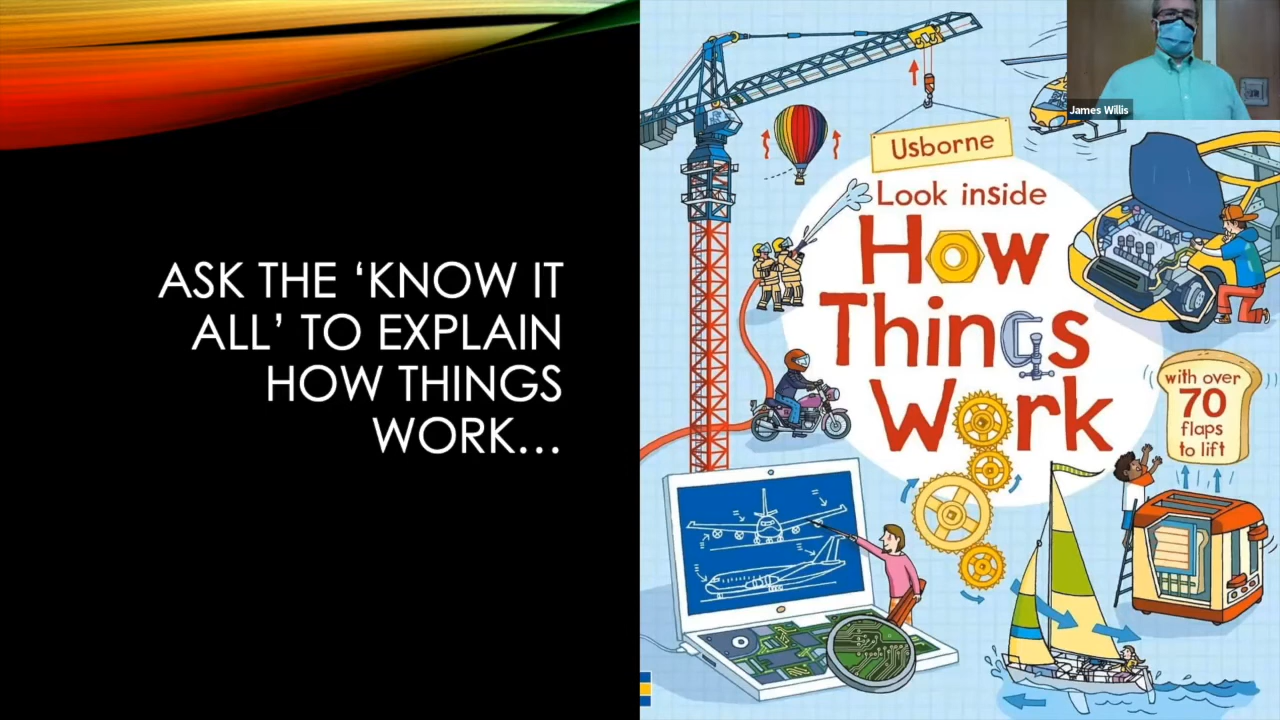 ASK THE ‘KNOW IT
ALL’ TO EXPLAIN
HOW THINGS
WORK…
James Willis
Usborne
Look inside
How
Things
Work
with over
70
flaps
to lift